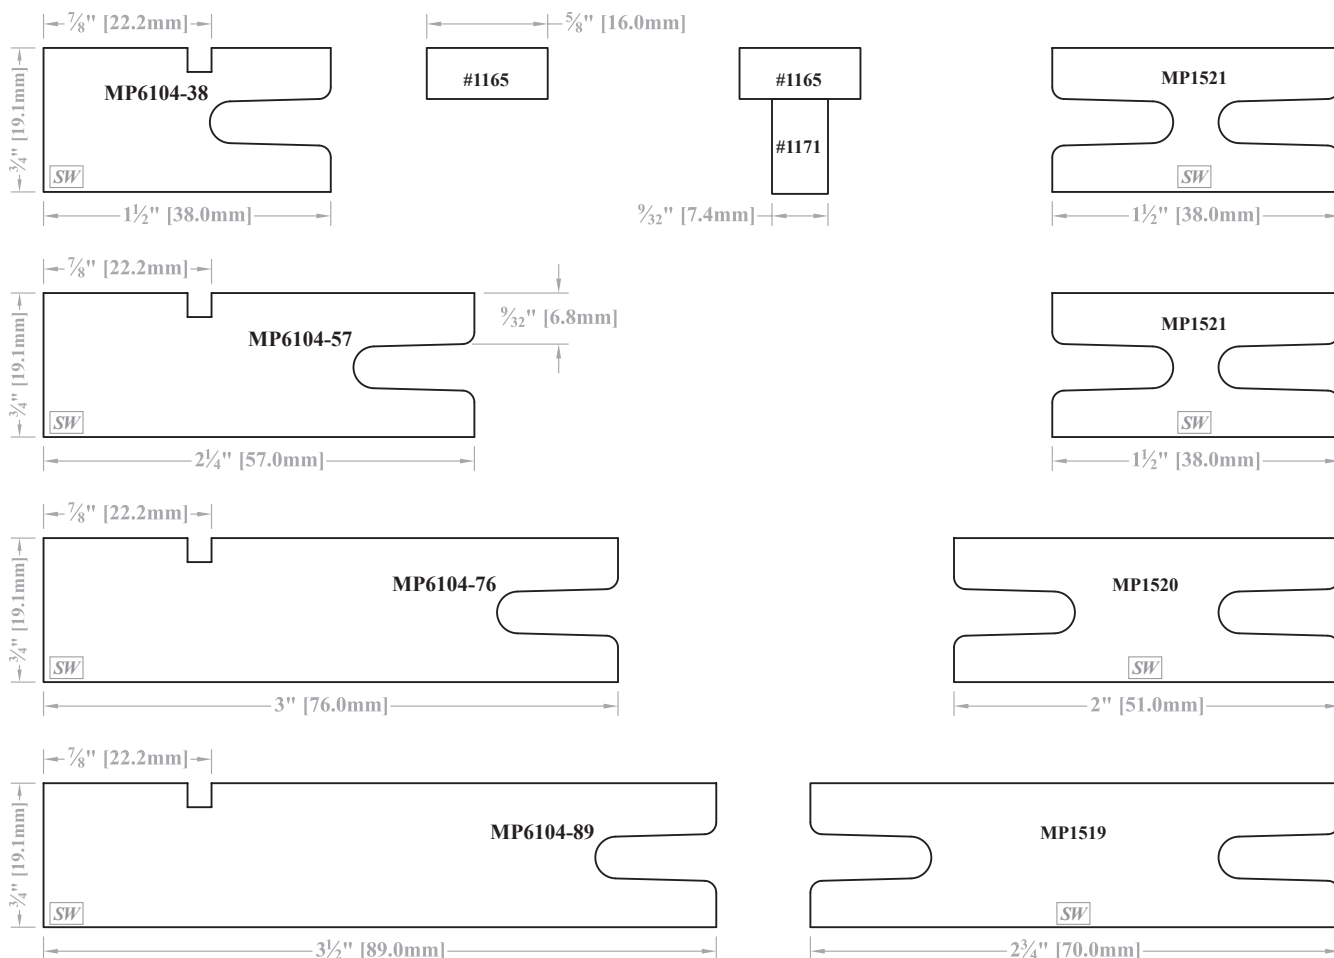 ⅞" [22.2mm]
⅝" [16.0mm]
¾" [19.1mm]
MP6104-38
#1165
#1165
#1171
MP1521
SW
SW
1½" [38.0mm]
9⁄32" [7.4mm]
1½" [38.0mm]
⅞" [22.2mm]
¾" [19.1mm]
MP6104-57
9⁄32" [6.8mm]
MP1521
SW
SW
2¼" [57.0mm]
1½" [38.0mm]
⅞" [22.2mm]
¾" [19.1mm]
MP6104-76
MP1520
SW
SW
3" [76.0mm]
2" [51.0mm]
⅞" [22.2mm]
¾" [19.1mm]
MP6104-89
MP1519
SW
SW
3½" [89.0mm]
2¾" [70.0mm]